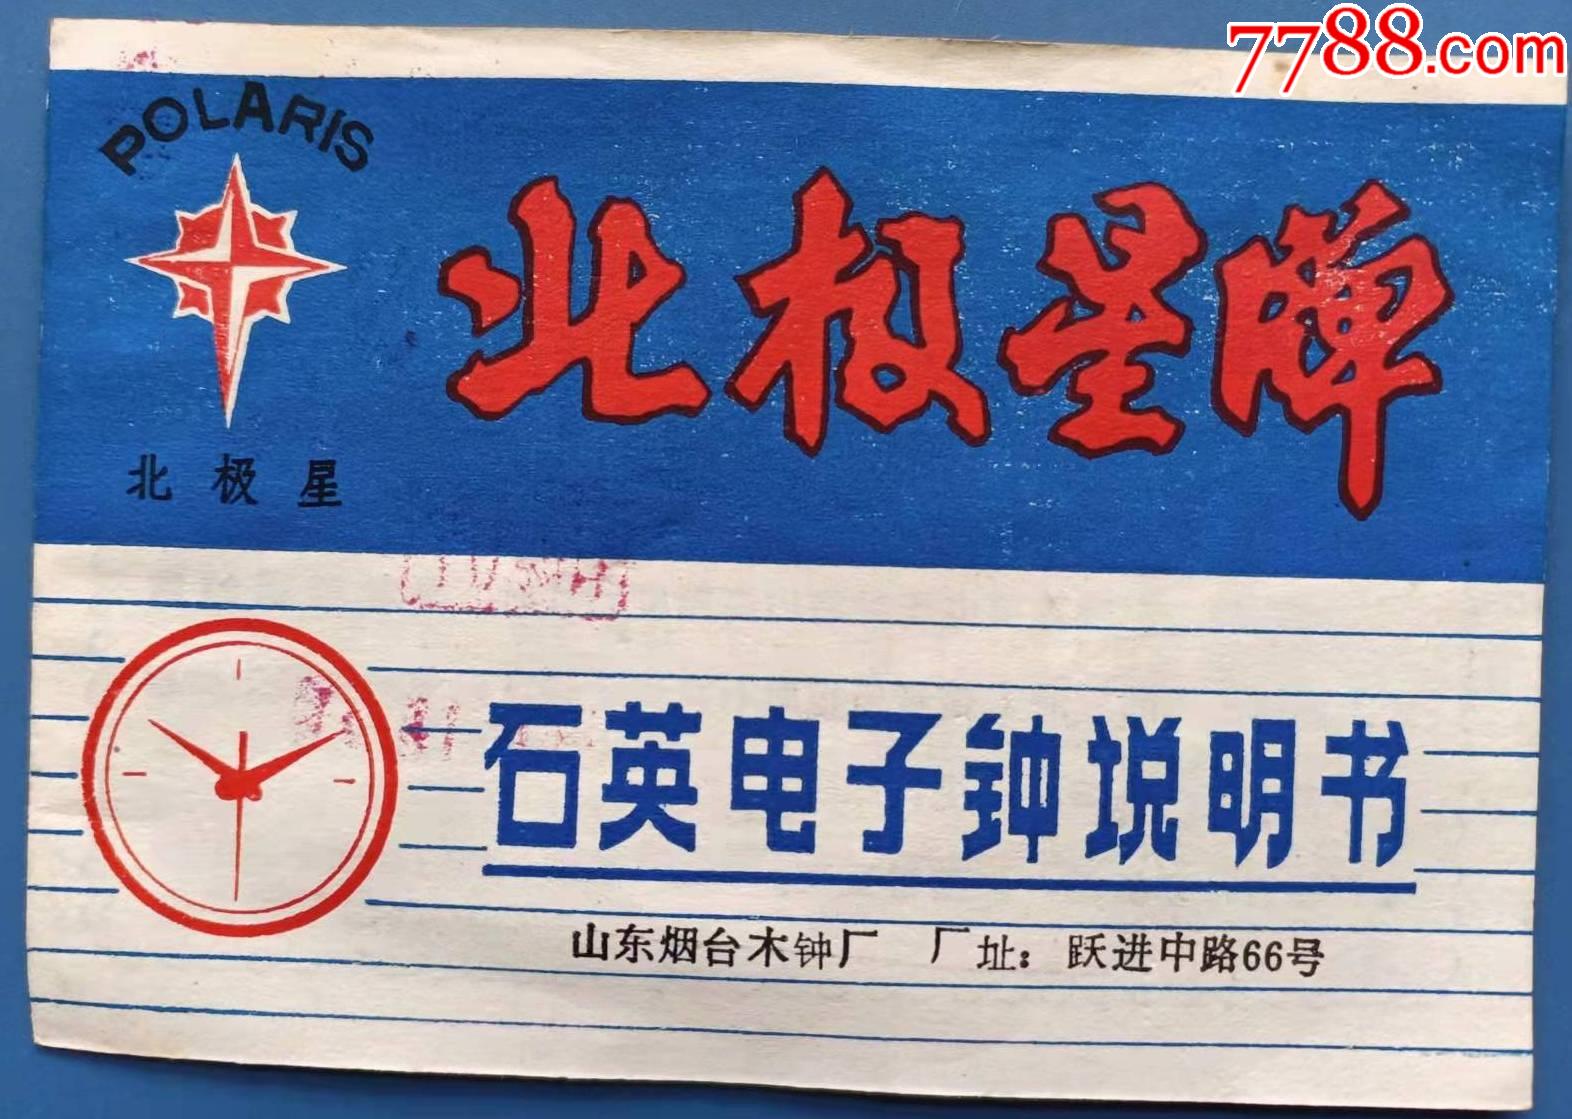 7788.com
POLARIS
北极星牌
北极星
石英电子钟说明书
山东烟台木钟厂 厂址：跃进中路66号